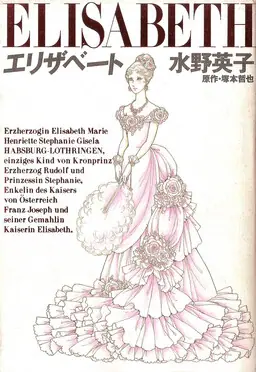 ELISABETH
エリザベート
水野英子
原作・塚本哲也
Erzherzogin Elisabeth Marie
Henriette Stephanie Gisela
HABSBURG-LOTHRINGEN,
einziges Kind von Kronprinz
Erzherzog Rudolf und
Prinzessin Stephanie,
Enkelin des Kaisers
von Österreich
Franz Joseph und
seiner Gemahlin
Kaiserin Elisabeth.